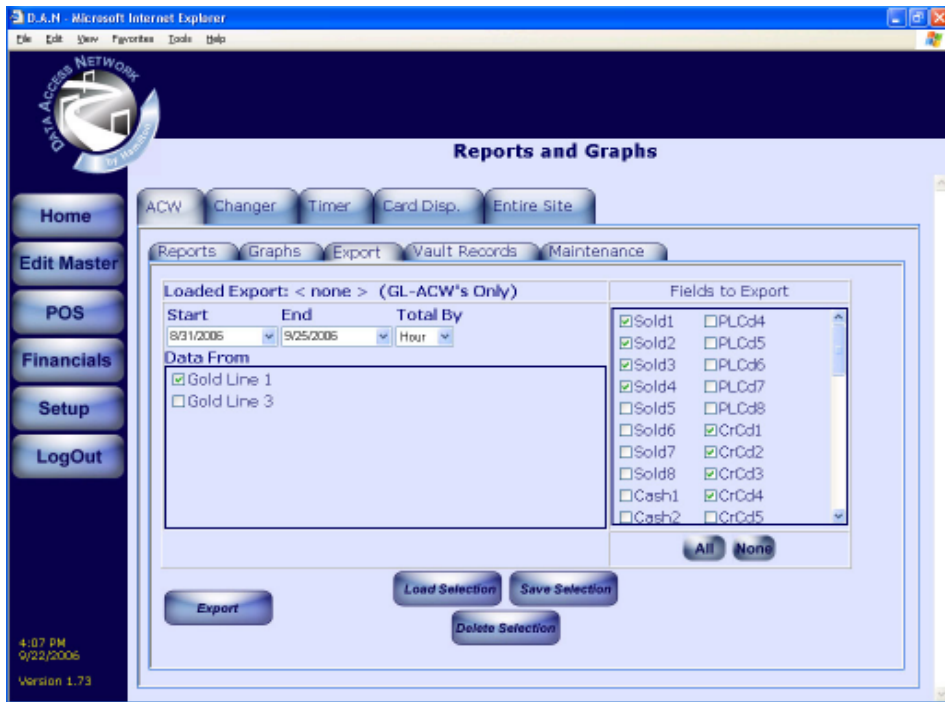 D.A.N - Microsoft Internet Explorer
File Edit View Favorites Tools Help
DATA ACCESS NETWORK
by Hamilton
Reports and Graphs
Home
Edit Master
POS
Financials
Setup
LogOut
ACW Changer Timer Card Disp. Entire Site
Reports Graphs Export Vault Records Maintenance
Loaded Export: < none > (GL-ACW's Only)
Start End Total By
8/31/2006 9/25/2006 Hour
Data From
Gold Line 1
Gold Line 3
Fields to Export
Sold1 PLCd4
Sold2 PLCd5
Sold3 PLCd6
Sold4 PLCd7
Sold5 PLCd8
Sold6 CrCd1
Sold7 CrCd2
Sold8 CrCd3
Cash1 CrCd4
Cash2 CrCd5
All None
Export
Load Selection Save Selection
Delete Selection
4:07 PM
9/22/2006
Version 1.73